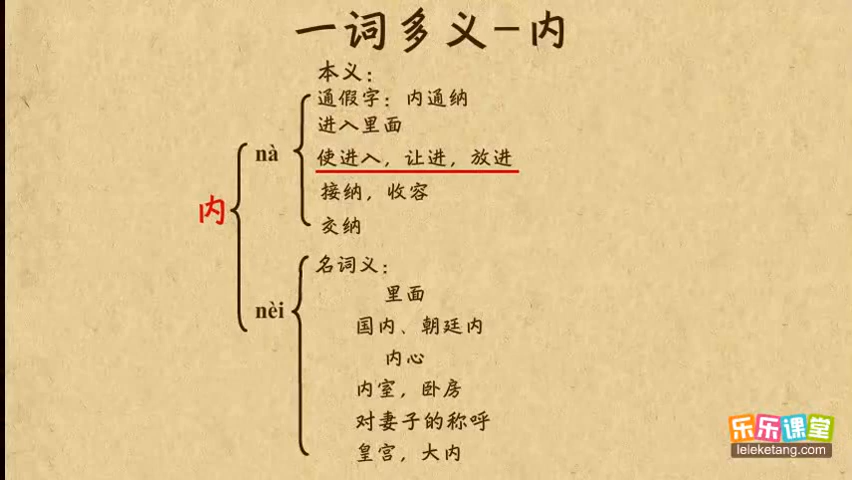 一词多义-内
本义：
通假字：内通纳
进入里面
nà
使进入，让进，放进
接纳，收容
内
交纳
名词义：
里面
nèi
国内、朝廷内
内心
内室，卧房
对妻子的称呼
皇宫，大内
乐乐课堂
leleketang.com